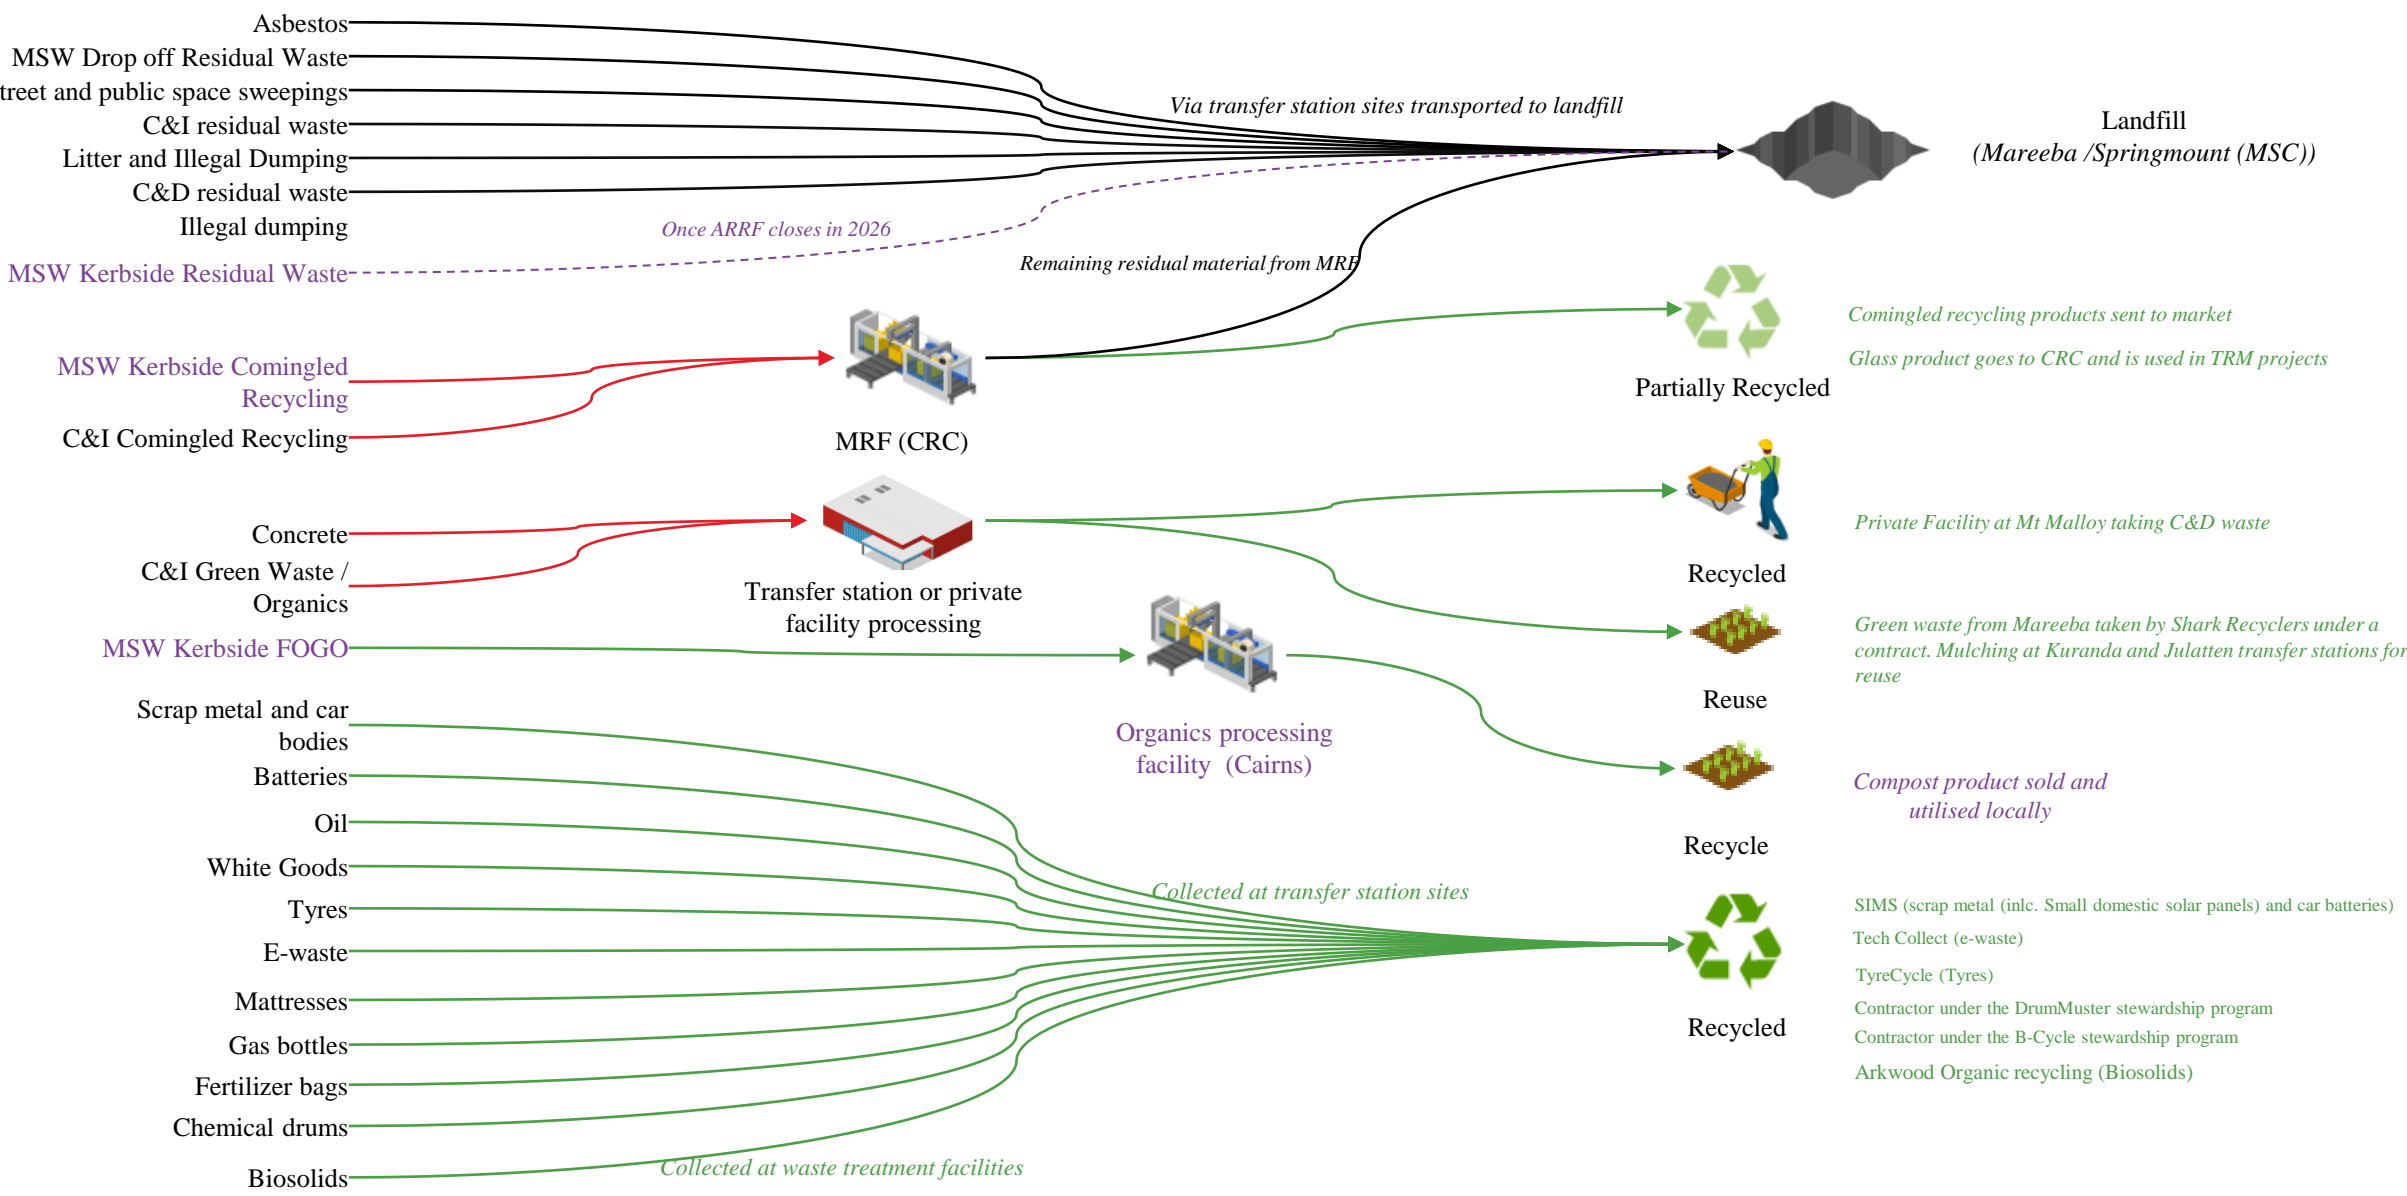 Asbestos
MSW Drop off Residual Waste
treet and public space sweepings
C&I residual waste
Litter and Illegal Dumping
C&D residual waste
Illegal dumping
MSW Kerbside Residual Waste
MSW Kerbside Comingled
Recycling
C&I Comingled Recycling
Concrete
C&I Green Waste /
Organics
MSW Kerbside FOGO
Scrap metal and car
bodies
Batteries
Oil
White Goods
Tyres
E-waste
Mattresses
Gas bottles
Fertilizer bags
Chemical drums
Biosolids
Once ARRF closes in 2026
Via transfer station sites transported to landfill
Remaining residual material from MRF
MRF (CRC)
Transfer station or private
facility processing
Organics processing
facility (Cairns)
Collected at transfer station sites
Collected at waste treatment facilities
Landfill
(Mareeba /Springmount (MSC))
Partially Recycled
Comingled recycling products sent to market
Glass product goes to CRC and is used in TRM projects
Recycled
Private Facility at Mt Malloy taking C&D waste
Reuse
Green waste from Mareeba taken by Shark Recyclers under a
contract. Mulching at Kuranda and Julatten transfer stations for
reuse
Recycle
Compost product sold and
utilised locally
Recycled
SIMS (scrap metal (inlc. Small domestic solar panels) and car batteries)
Tech Collect (e-waste)
TyreCycle (Tyres)
Contractor under the DrumMuster stewardship program
Contractor under the B-Cycle stewardship program
Arkwood Organic recycling (Biosolids)